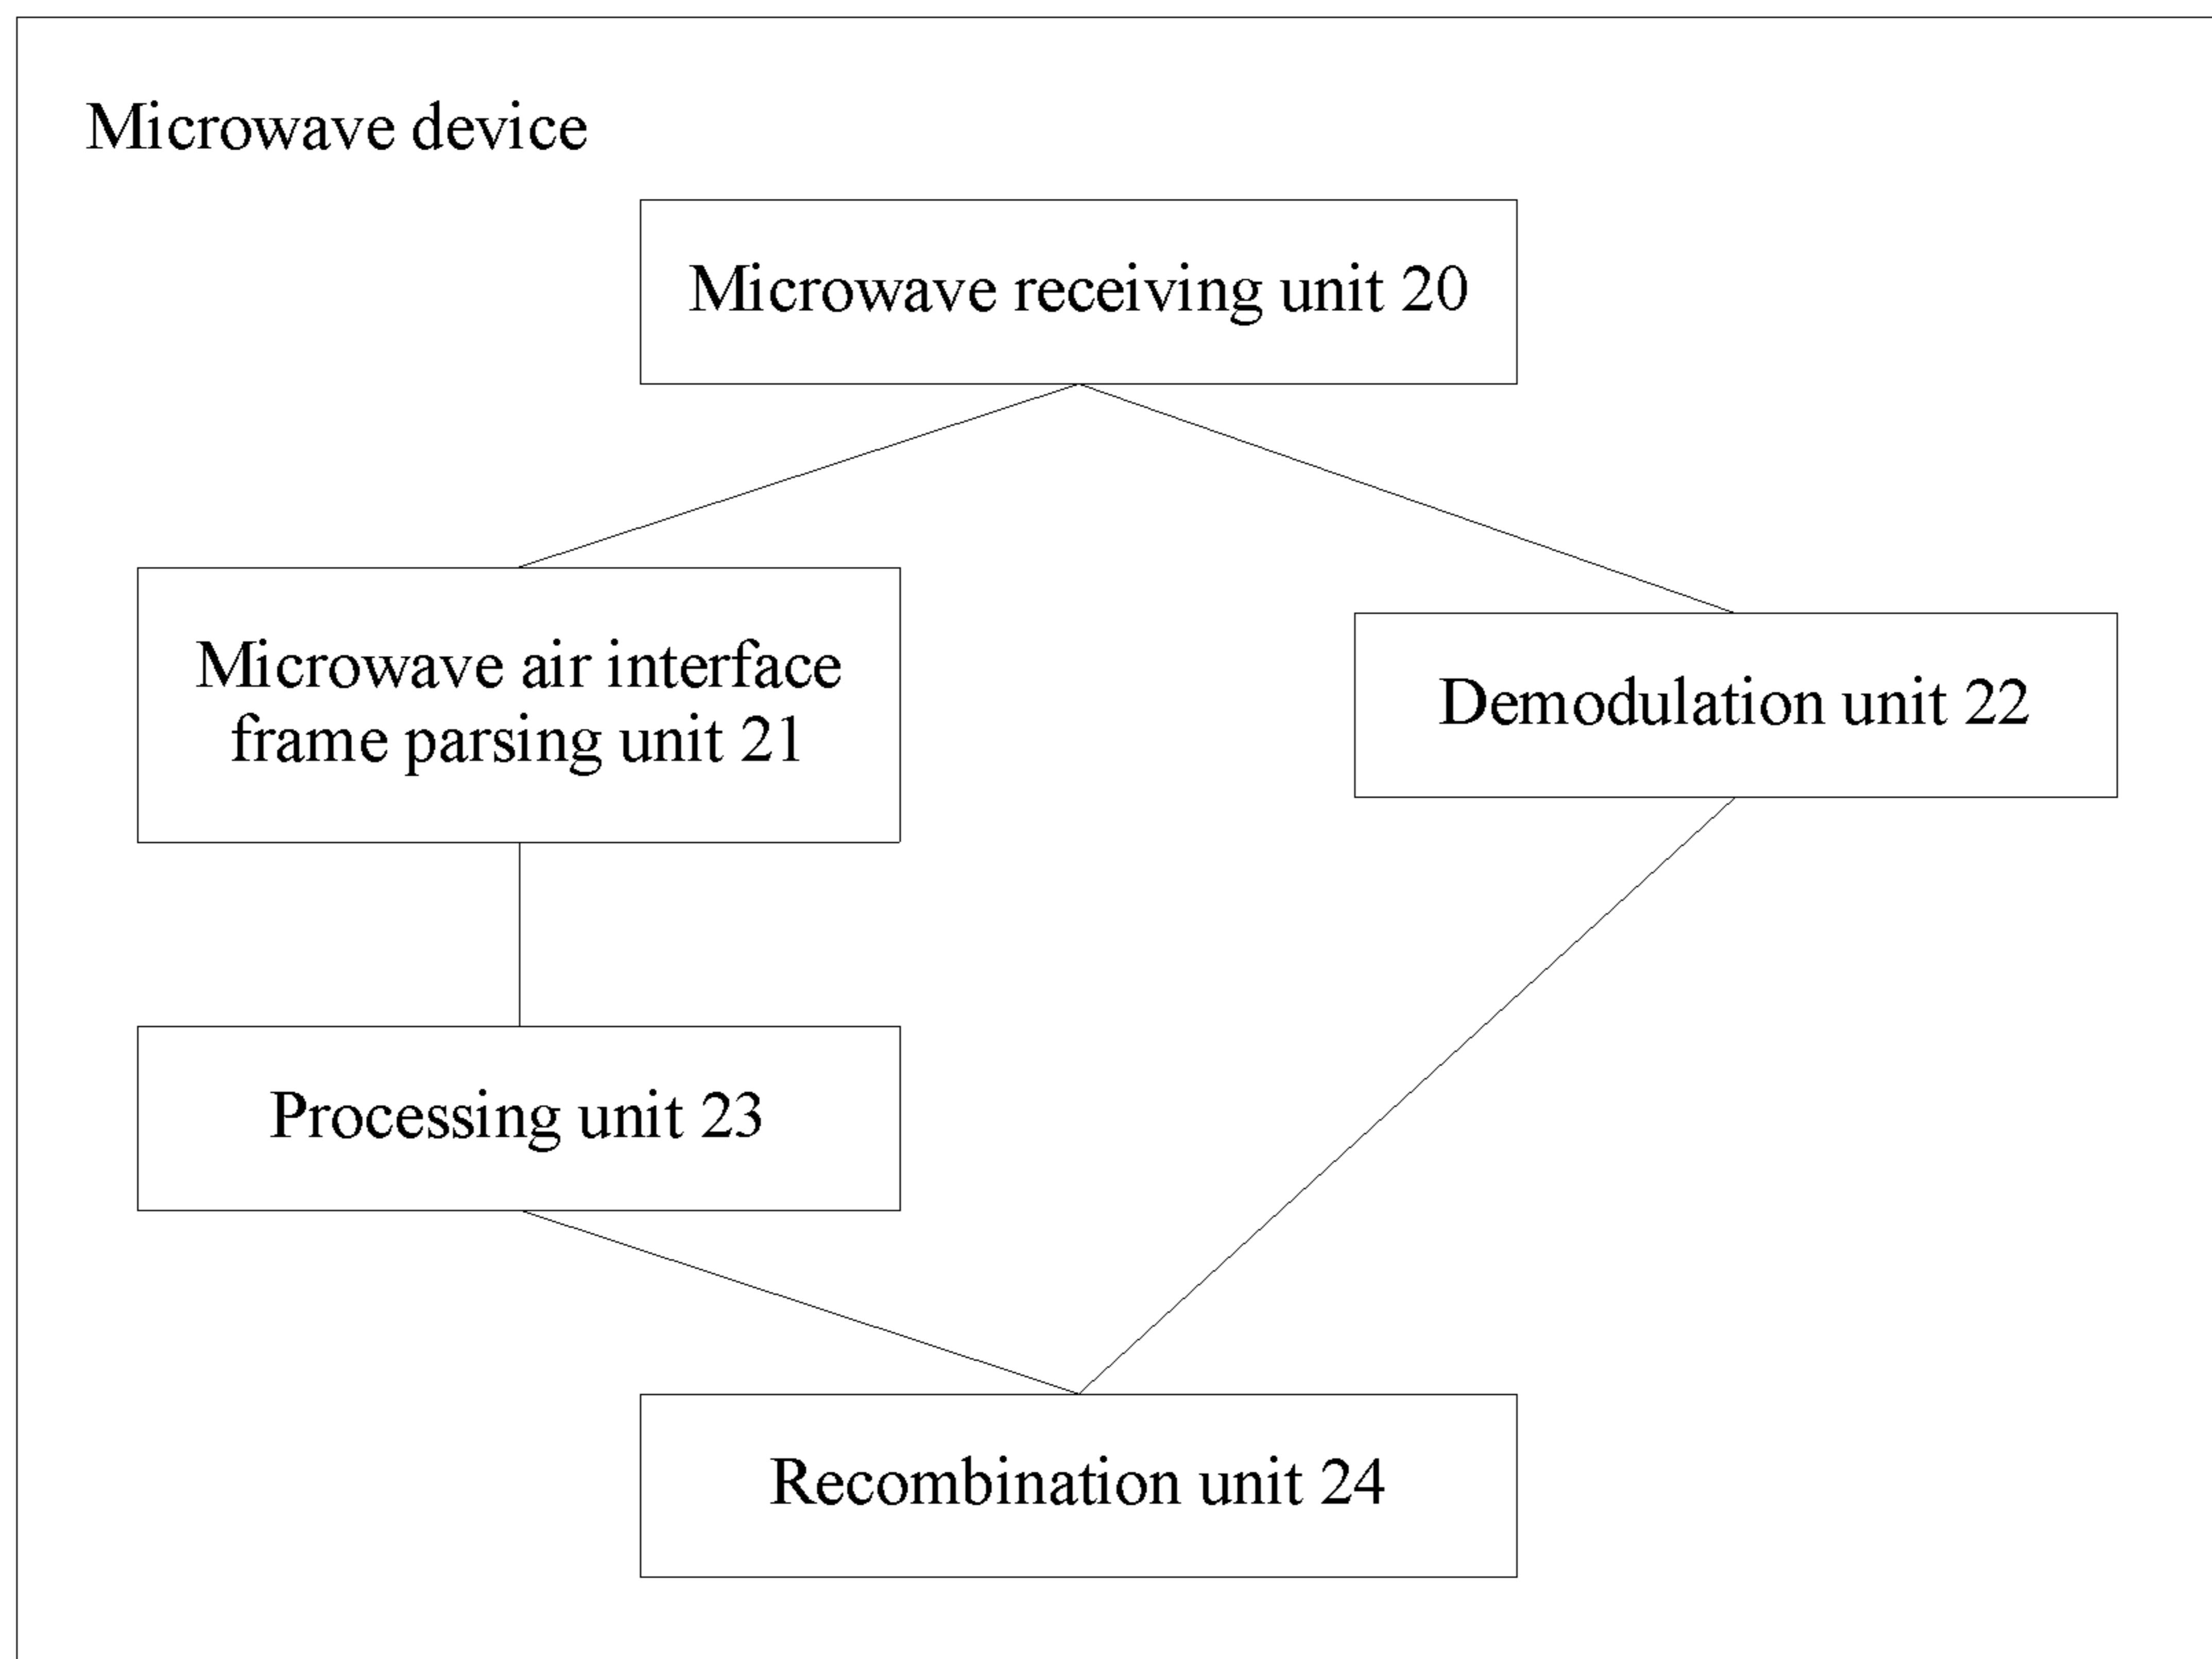 Microwave device
Microwave receiving unit 20
Microwave air interface
frame parsing unit 21
Demodulation unit 22
Processing unit 23
Recombination unit 24